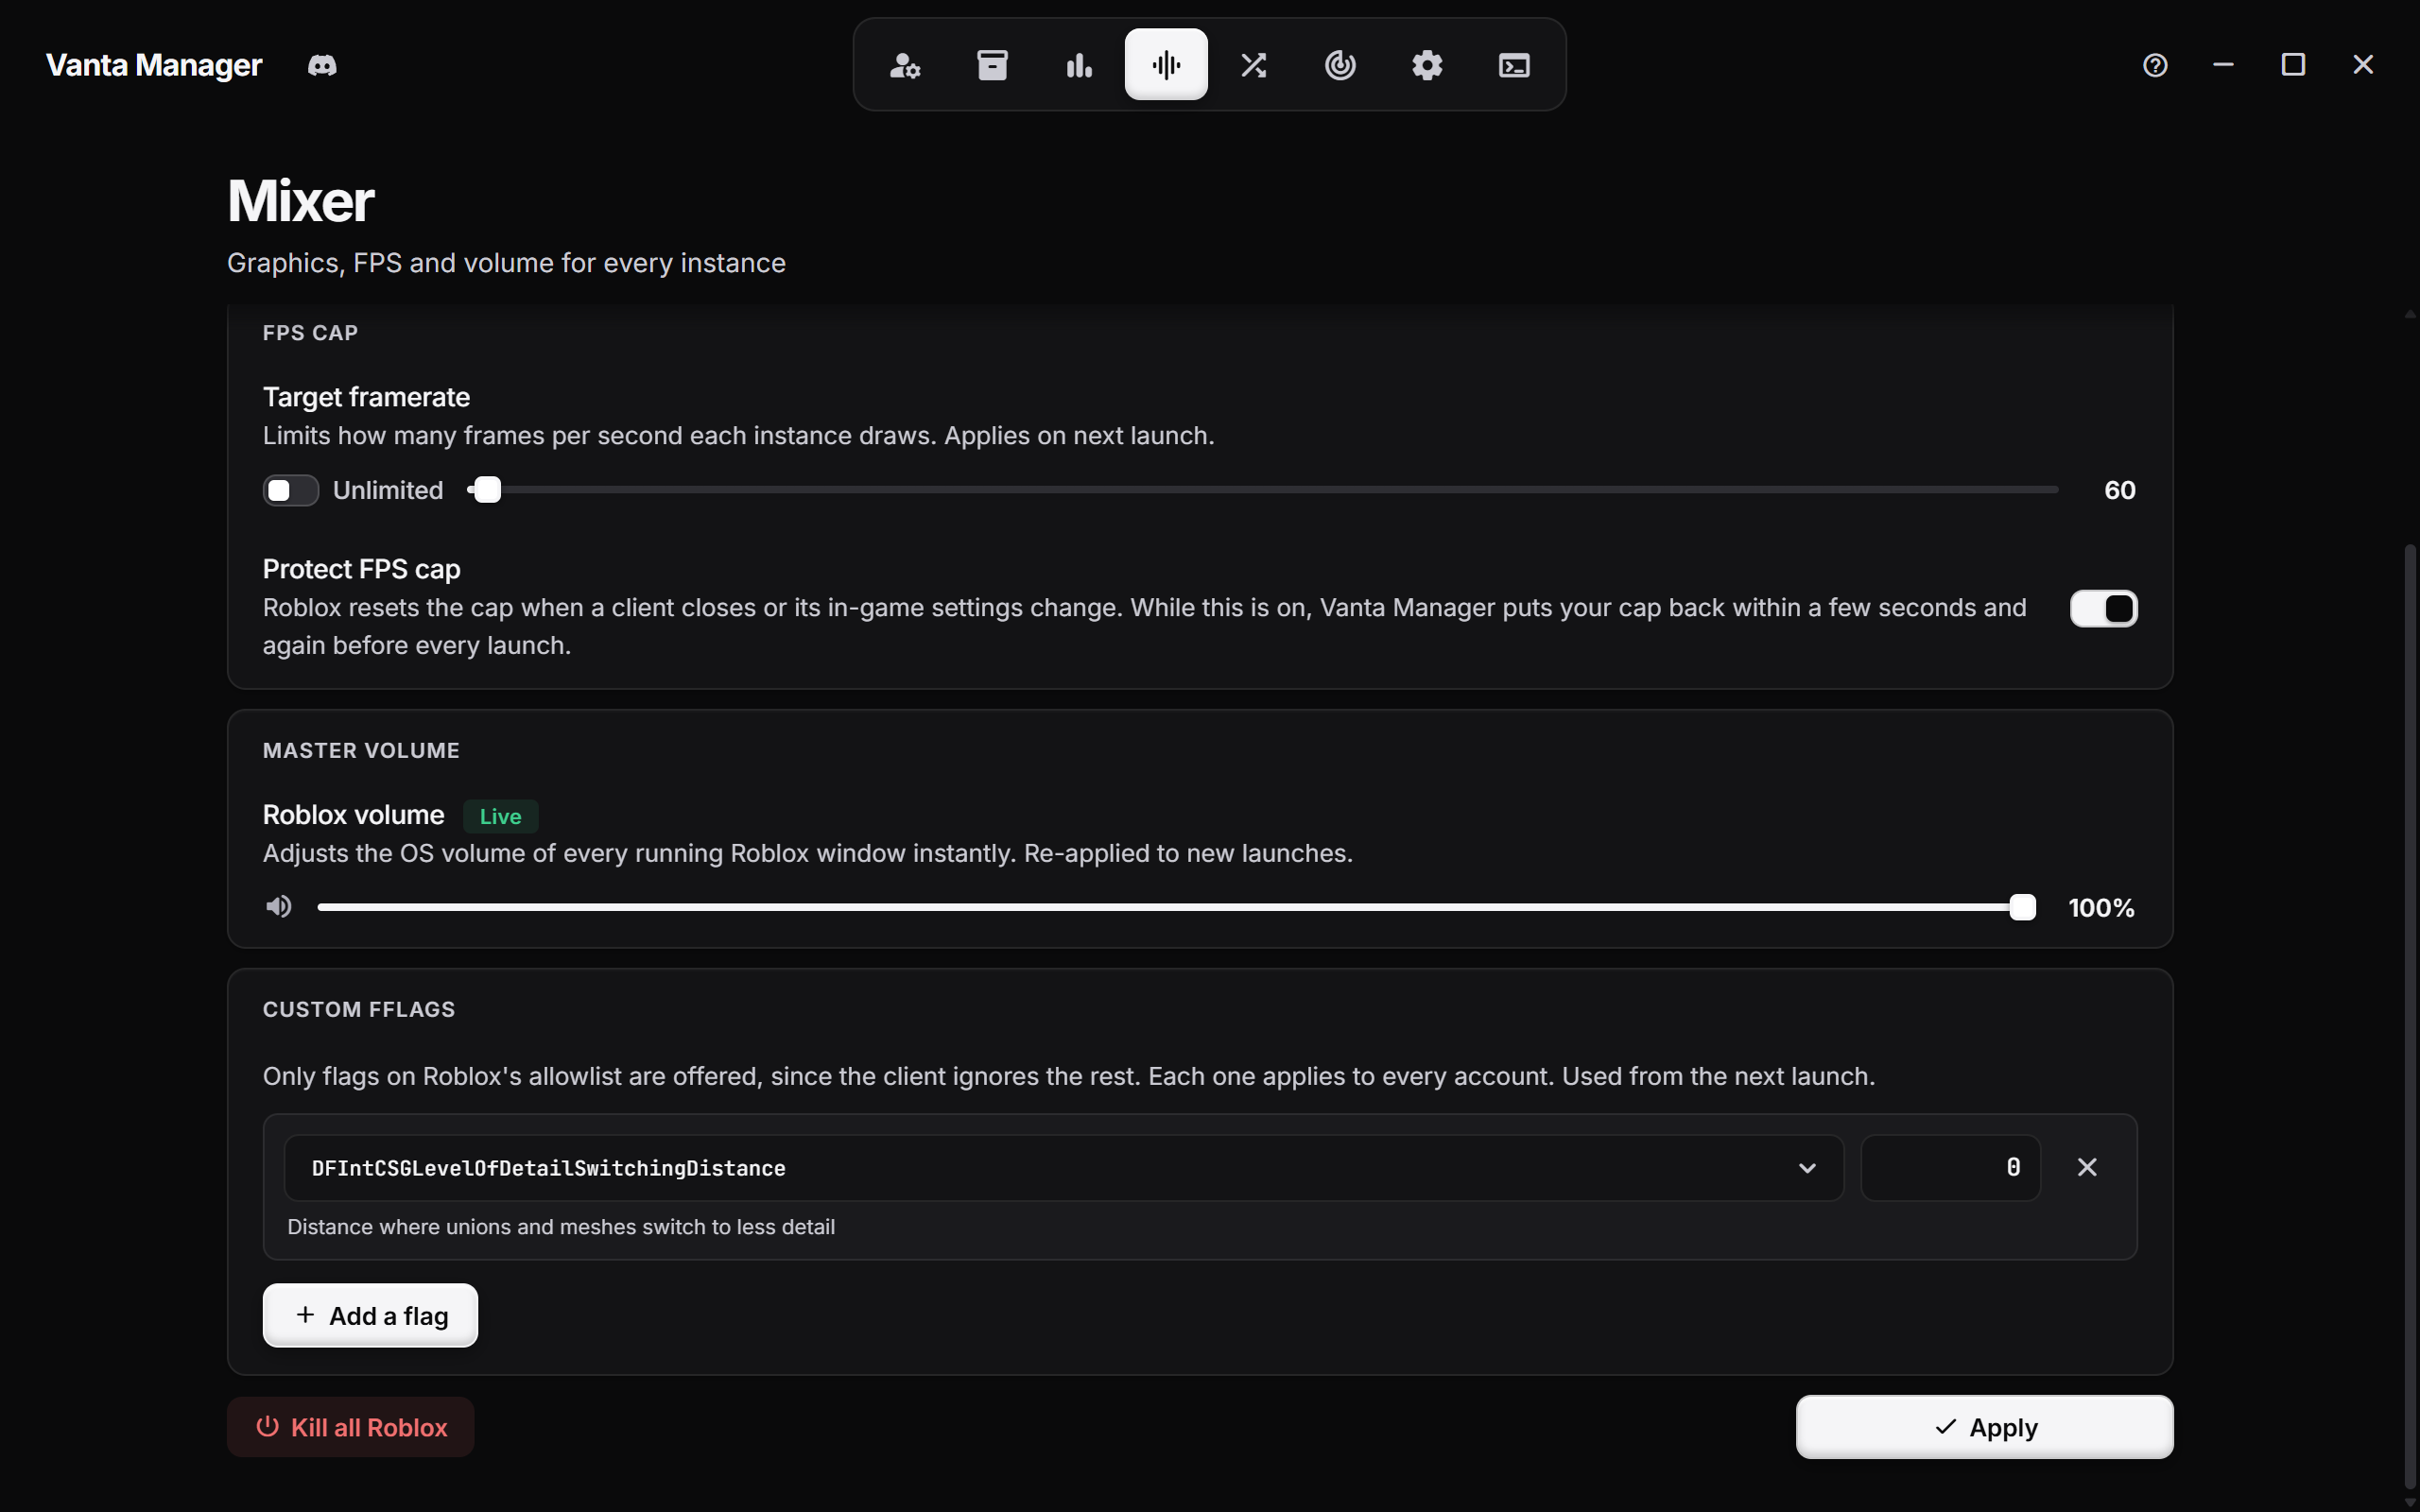 Vanta Manager
Mixer
Graphics, FPS and volume for every instance
FPS CAP
Target framerate
Limits how many frames per second each instance draws. Applies on next launch.
Unlimited
60
Protect FPS cap
Roblox resets the cap when a client closes or its in-game settings change. While this is on, Vanta Manager puts your cap back within a few seconds and
again before every launch.
MASTER VOLUME
Roblox volume Live
Adjusts the OS volume of every running Roblox window instantly. Re-applied to new launches.
100%
CUSTOM FFLAGS
Only flags on Roblox's allowlist are offered, since the client ignores the rest. Each one applies to every account. Used from the next launch.
DFIntCSGLevelOfDetailSwitchingDistance
0
Distance where unions and meshes switch to less detail
Add a flag
Kill all Roblox
Apply